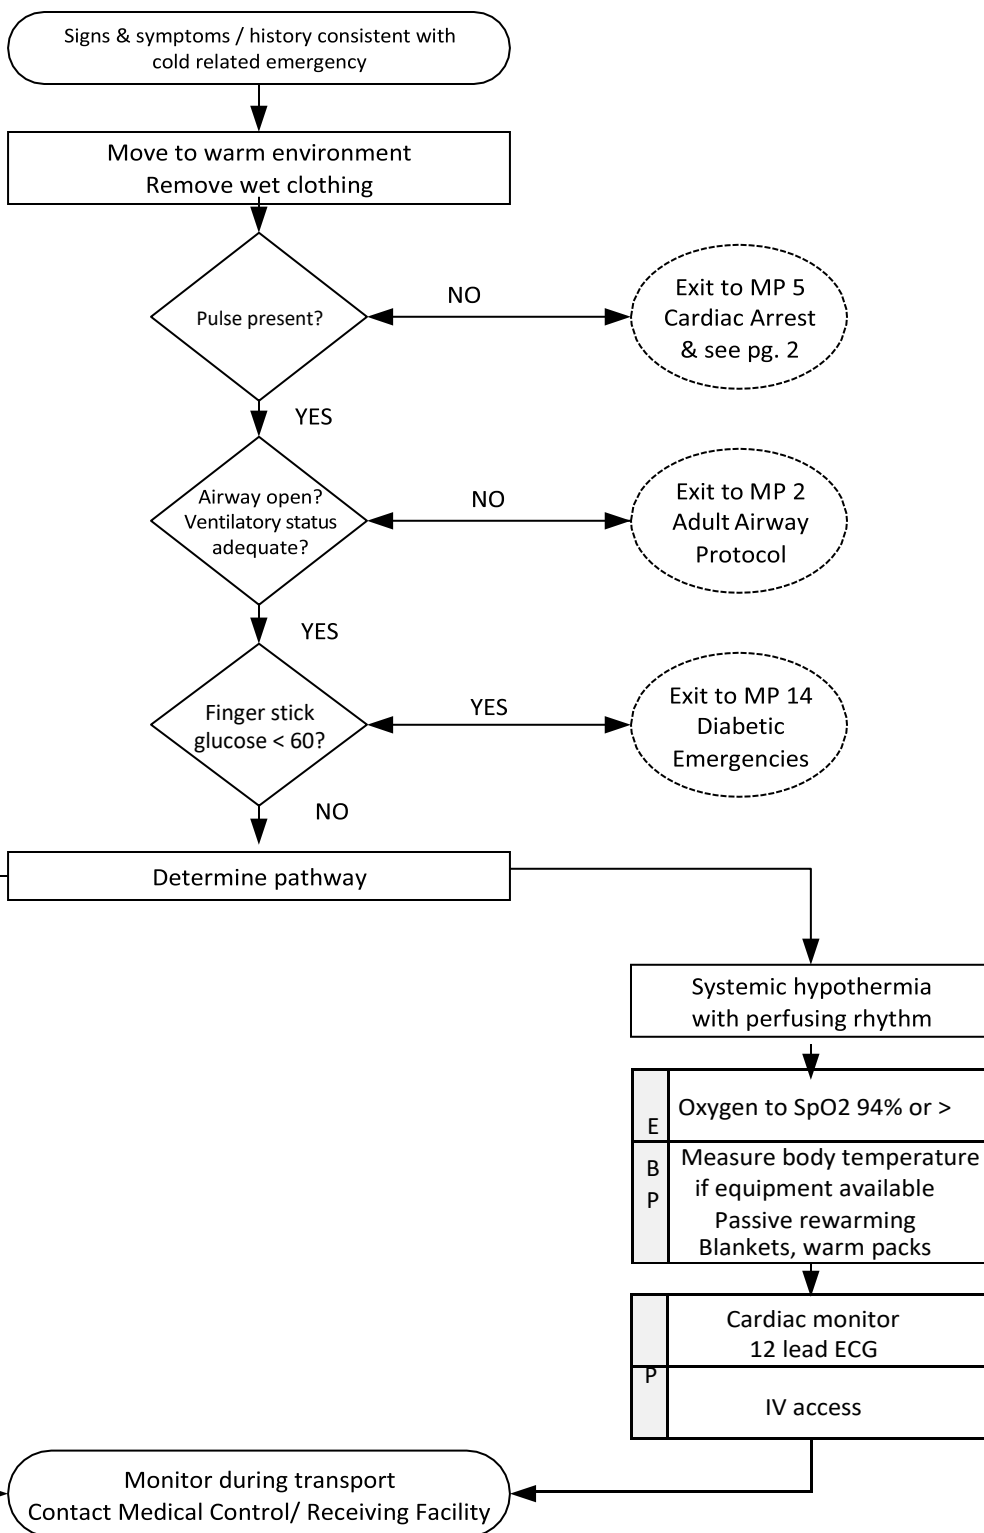 Signs & symptoms / history consistent with
cold related emergency
Move to warm environment
Remove wet clothing
Pulse present?
NO
Exit to MP 5
Cardiac Arrest
& see pg. 2
YES
Airway open?
Ventilatory status
adequate?
NO
Exit to MP 2
Adult Airway
Protocol
YES
Finger stick
glucose < 60?
YES
Exit to MP 14
Diabetic
Emergencies
NO
Determine pathway
Systemic hypothermia
with perfusing rhythm
E
B
P
Oxygen to SpO2 94% or >
Measure body temperature
if equipment available
Passive rewarming
Blankets, warm packs
P
Cardiac monitor
12 lead ECG
IV access
Monitor during transport
Contact Medical Control/ Receiving Facility